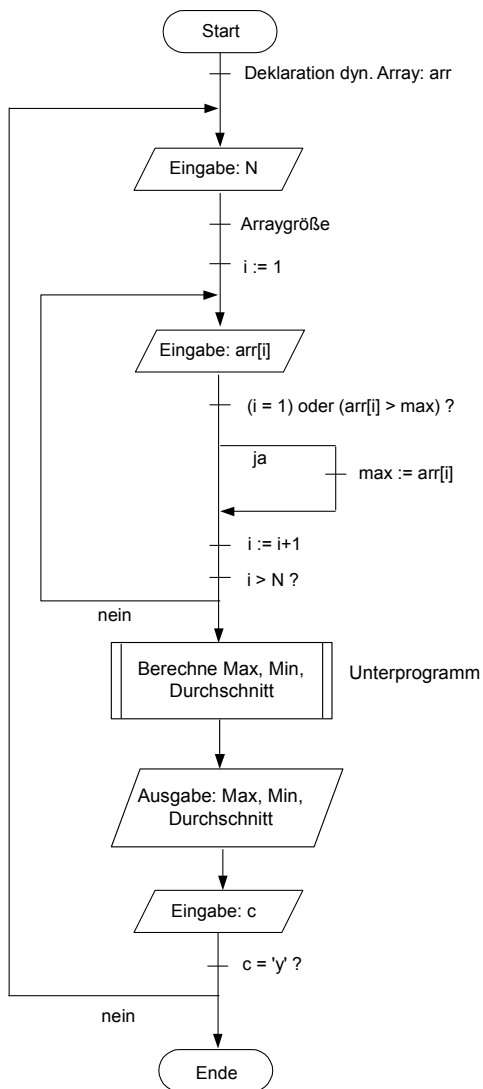 Start
Deklaration dyn. Array: arr
Eingabe: N
Arraygröße
i := 1
Eingabe: arr[i]
(i = 1) oder (arr[i] > max) ?
ja
max := arr[i]
i := i+1
i > N ?
nein
Berechne Max, Min,
Durchschnitt
Unterprogramm
Ausgabe: Max, Min,
Durchschnitt
Eingabe: c
c = 'y' ?
nein
Ende